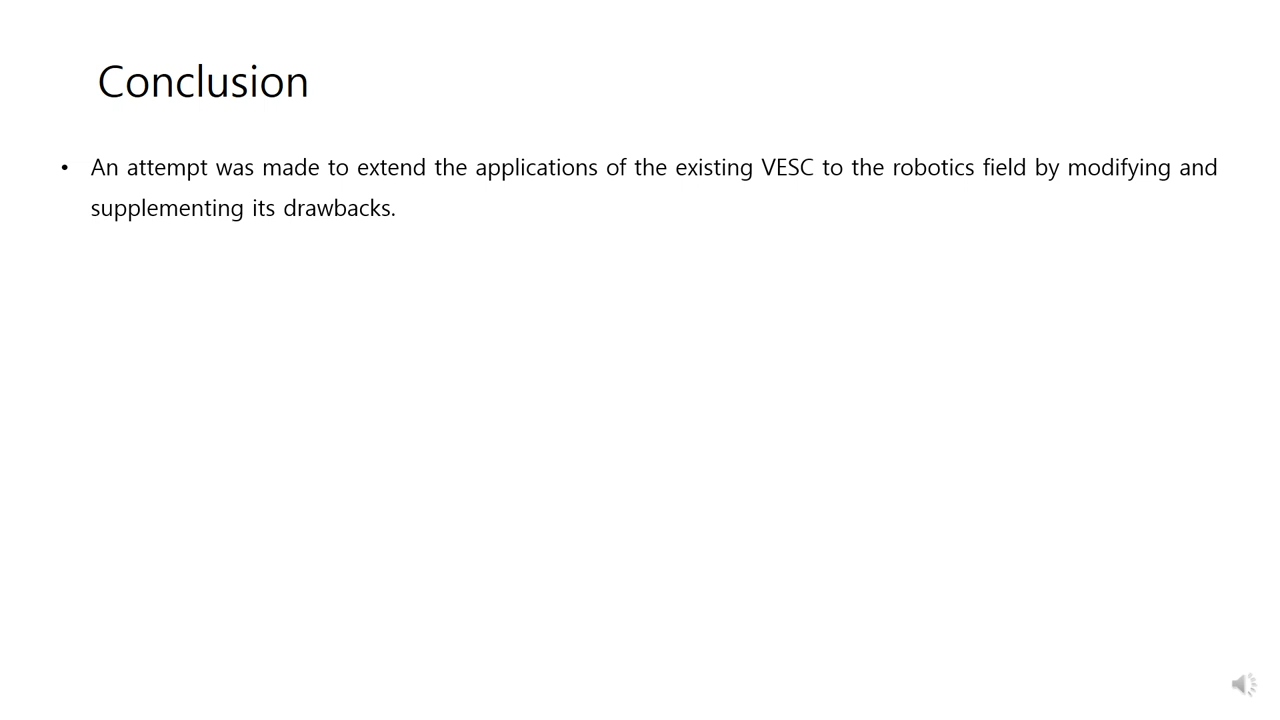 Conclusion
• An attempt was made to extend the applications of the existing VESC to the robotics field by modifying and
supplementing its drawbacks.